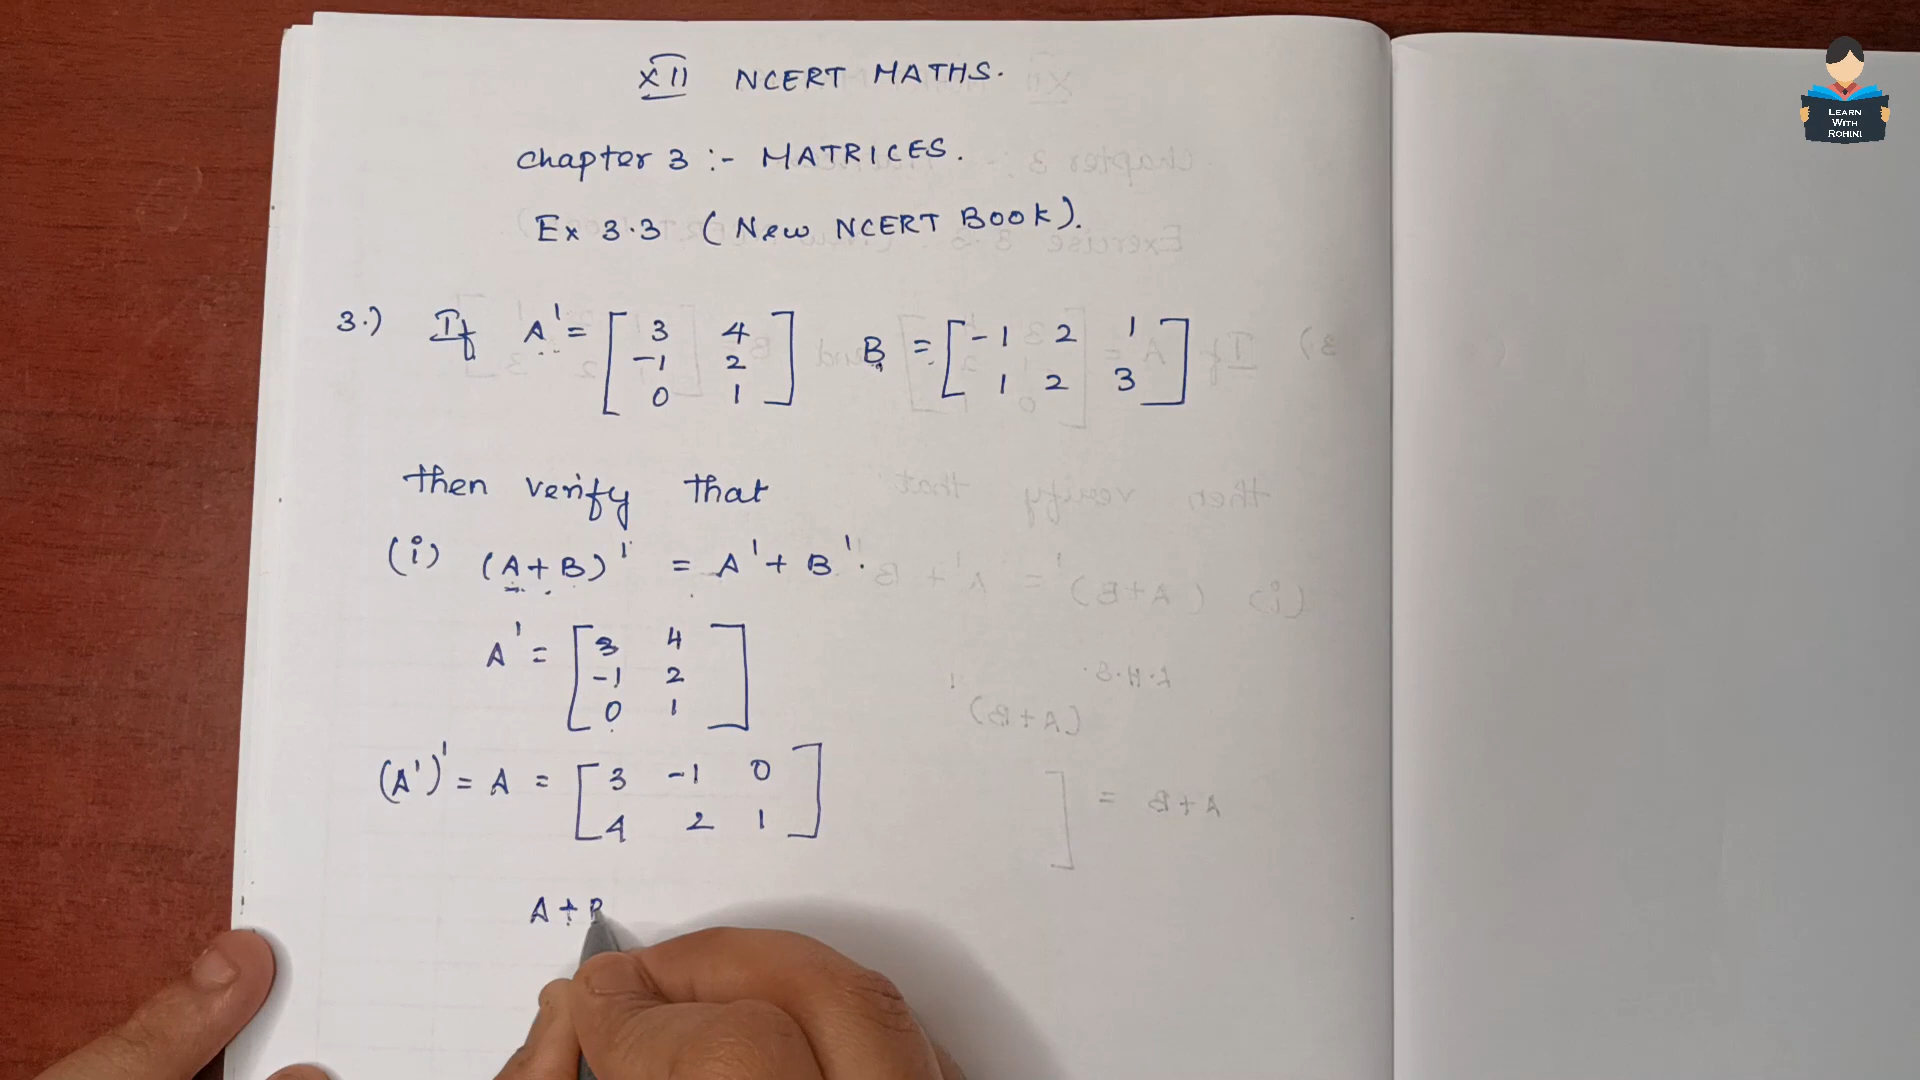 XII NCERT MATHS.
Chapter 3 :- MATRICES.
Ex 3.3 (New NCERT BOOK).
3.) If A' = [ 3 4 B = [ -1 2 1 ]
-1 2
0 1 ] 1 2 3 ]
then verify that
(i) (A+B)' = A' + B'.
A' = [ 3 4
-1 2
0 1 ]
(A')' = A = [ 3 -1 0
4 2 1 ]
A + B
LEARN
WITH
ROHINI